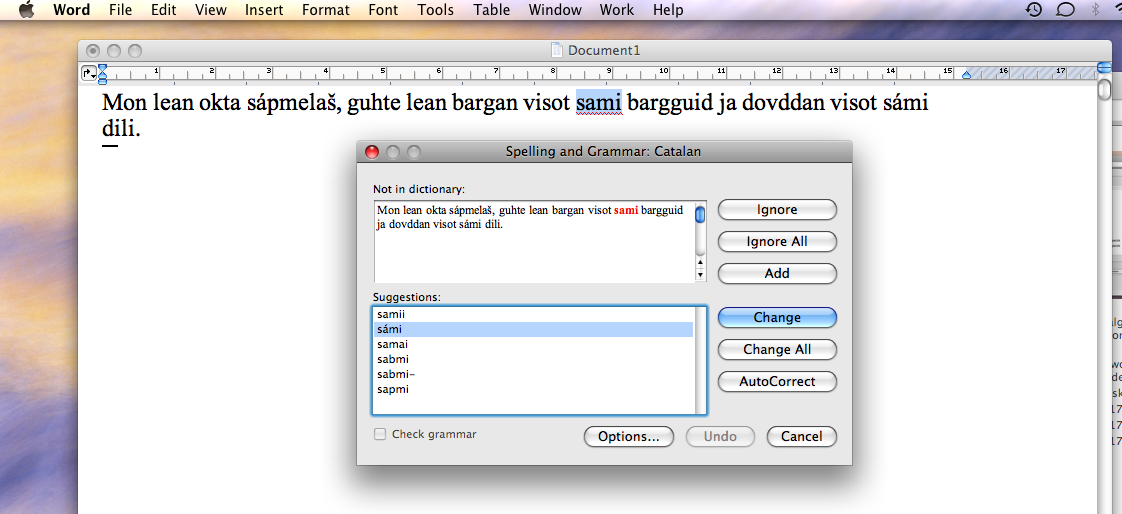 Word File Edit View Insert Format Font Tools Table Window Work Help
Document1
1 1 2 3 4 5 6 7 8 9 10 11 12 13 14 15 16 17
Mon lean okta sápmelaš, guhte lean bargan visot sami bargguid ja dovddan visot sámi
dili.
Spelling and Grammar: Catalan
Not in dictionary:
Mon lean okta sápmelaš, guhte lean bargan visot sami bargguid
ja dovddan visot sámi dili.
Ignore
Ignore All
Add
Suggestions:
samii
sámi
samai
sabmi
sabmi-
sapmi
Change
Change All
AutoCorrect
Check grammar
Options...
Undo
Cancel